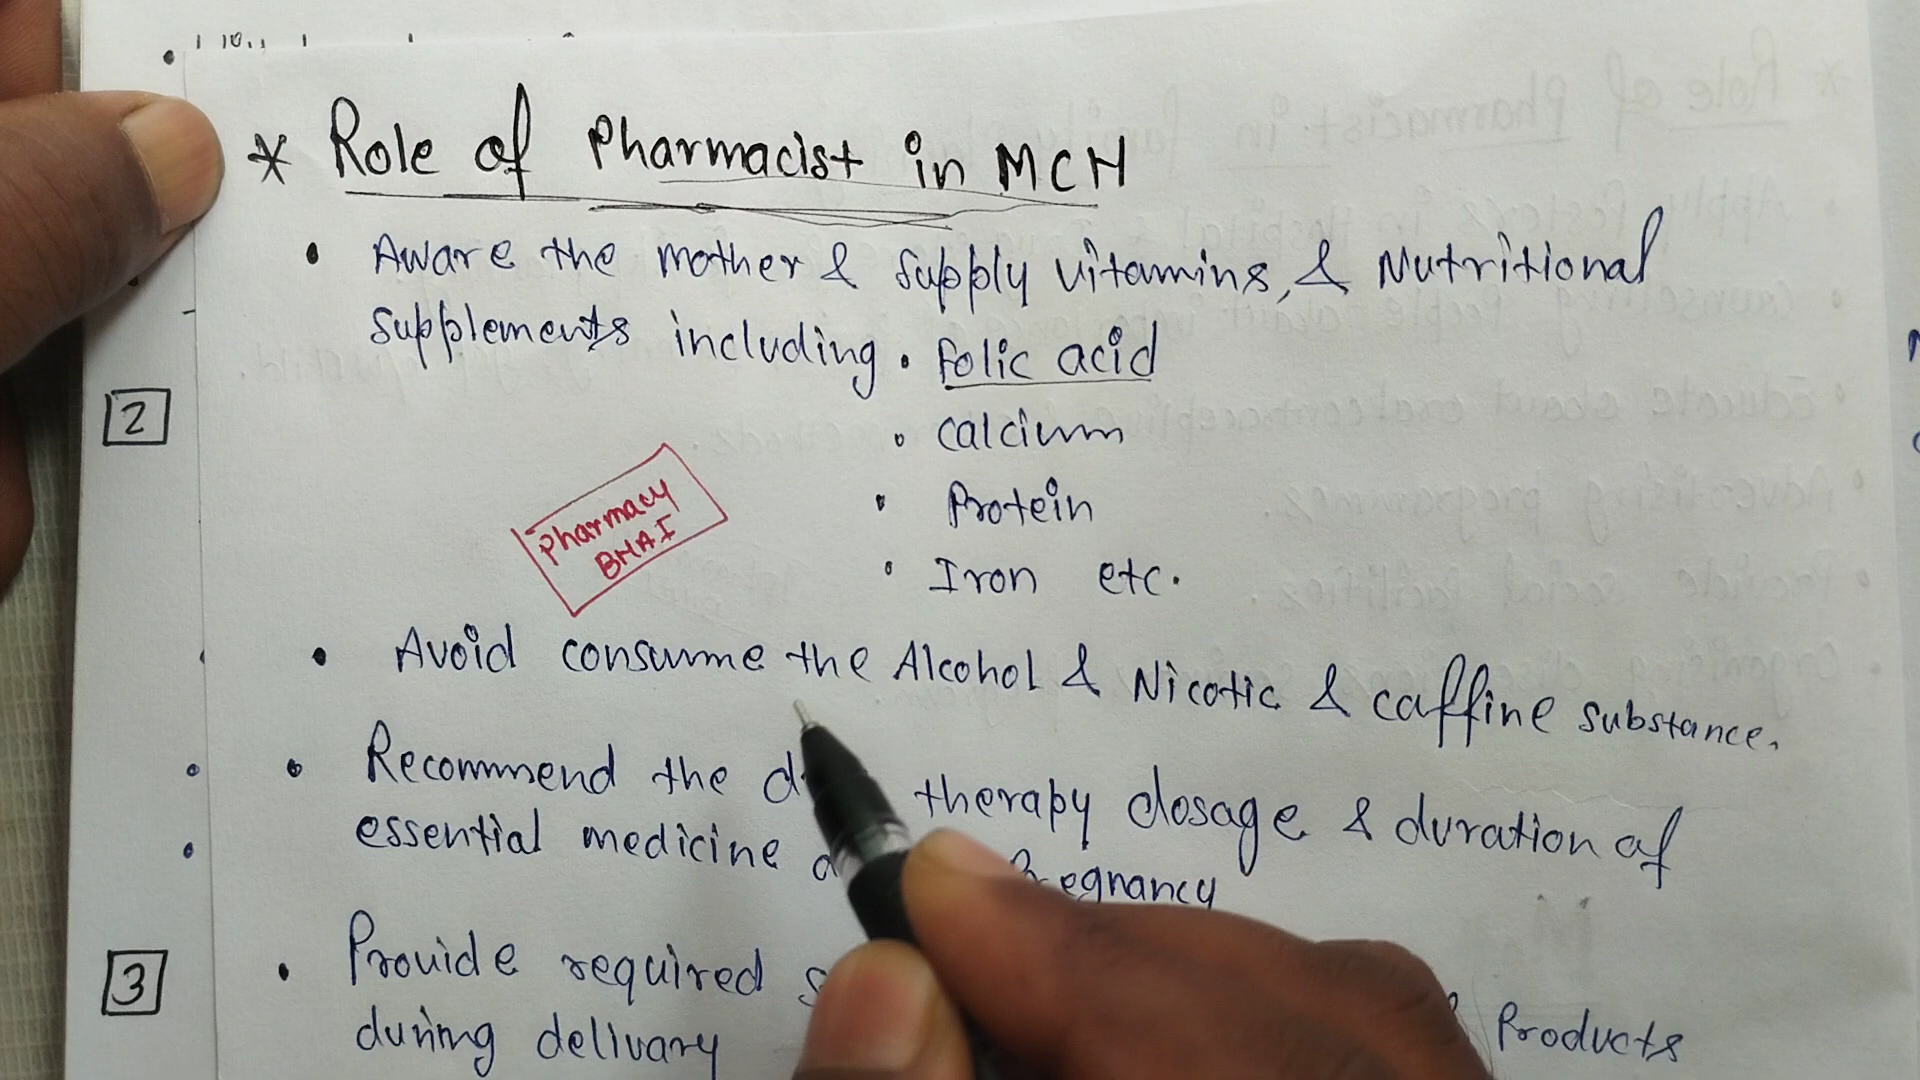 * Role of Pharmacist in MCH
• Aware the mother & Supply vitamins, & Nutritional
Supplements including • folic acid
2
• Calcium
• Protein
Pharmacy
BHAI
• Iron etc.
• Avoid consume the Alcohol & Nicotic & caffine substance.
• Recommend the therapy dosage & duration of
essential medicine Pregnancy
3
• Provide required Products
during delivary